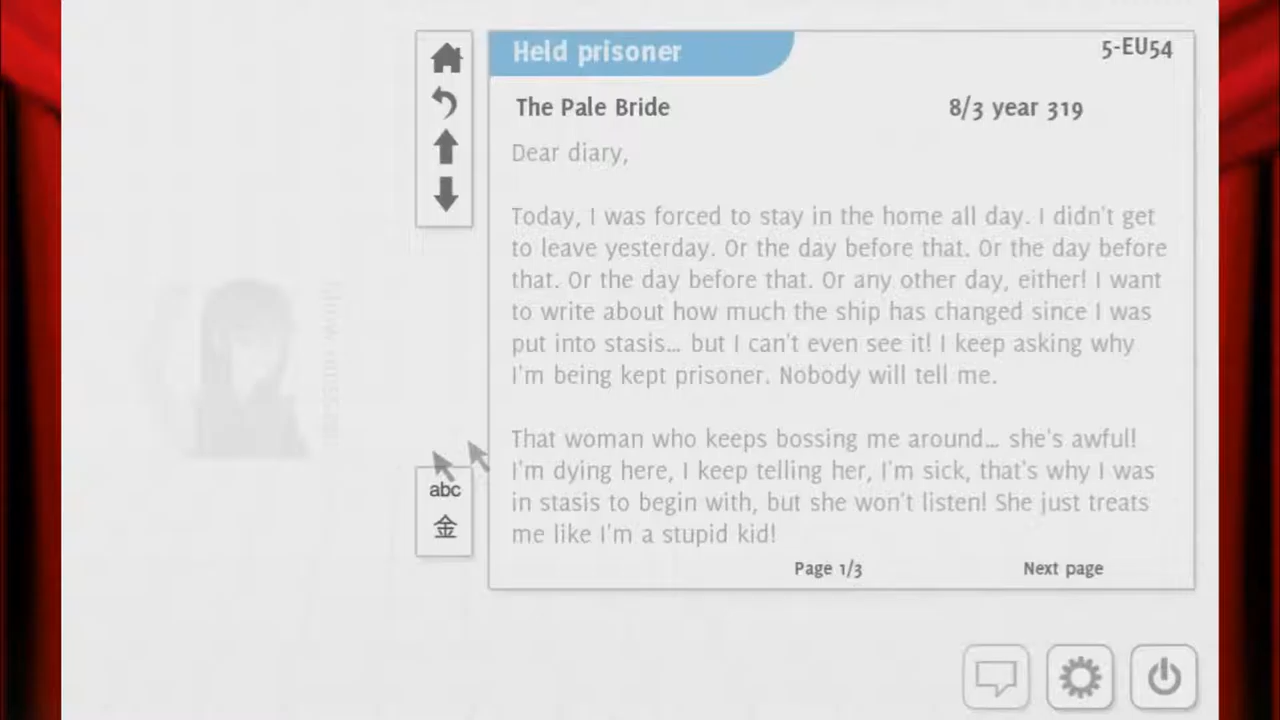 Held prisoner
5-EU54
The Pale Bride
8/3 year 319
Dear diary,
Today, I was forced to stay in the home all day. I didn't get
to leave yesterday. Or the day before that. Or the day before
that. Or the day before that. Or any other day, either! I want
to write about how much the ship has changed since I was
put into stasis... but I can't even see it! I keep asking why
I'm being kept prisoner. Nobody will tell me.
That woman who keeps bossing me around... she's awful!
I'm dying here, I keep telling her, I'm sick, that's why I was
in stasis to begin with, but she won't listen! She just treats
me like I'm a stupid kid!
abc
金
Page 1/3
Next page